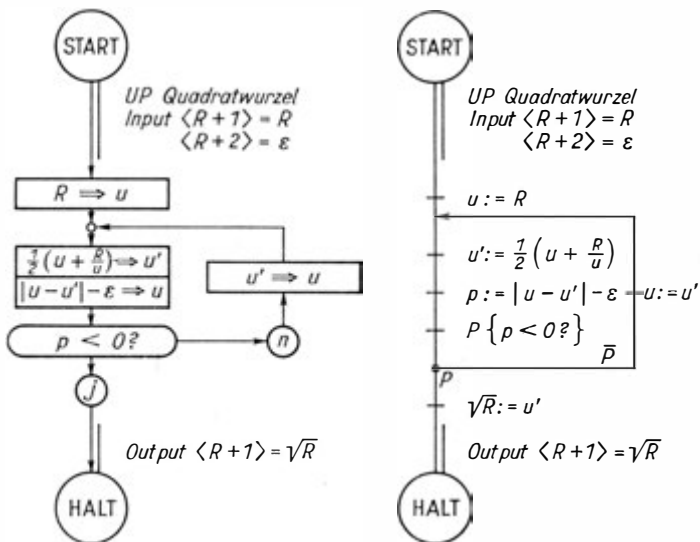 START
UP Quadratwurzel
Input ⟨R+1⟩ = R
⟨R+2⟩ = ε
R ⟹ u
½(u + R/u) ⟹ u'
|u − u'| − ε ⟹ u
p < 0?
n
u' ⟹ u
j
Output ⟨R+1⟩ = √R
HALT
START
UP Quadratwurzel
Input ⟨R+1⟩ = R
⟨R+2⟩ = ε
u := R
u' := ½(u + R/u)
p := |u − u'| − ε
u := u'
P{p < 0?}
P̅
P
√R := u'
Output ⟨R+1⟩ = √R
HALT